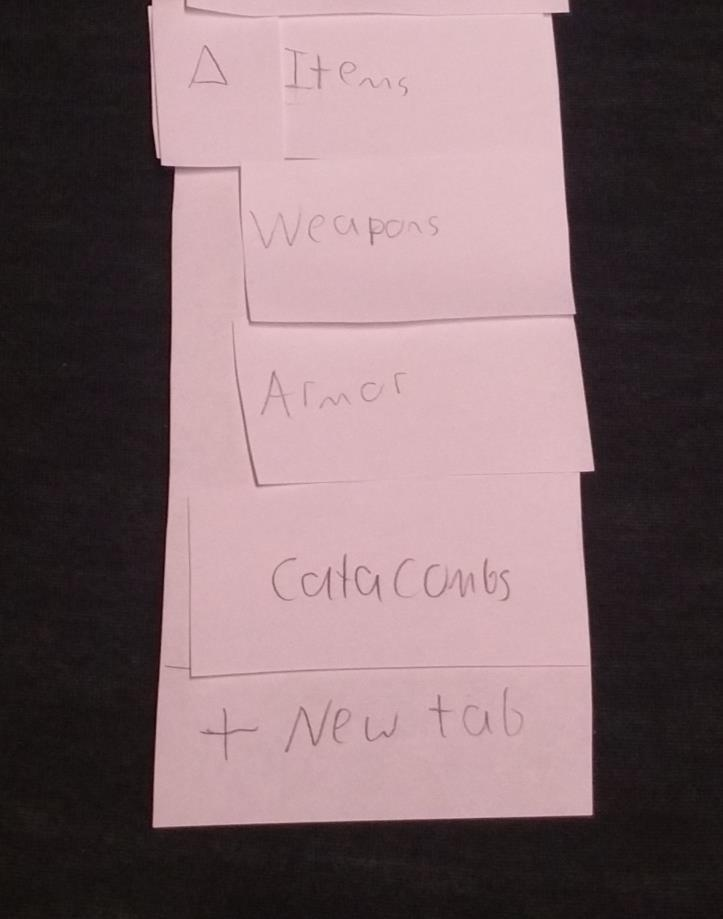 Δ Items
Weapons
Armor
Catacombs
+ New tab